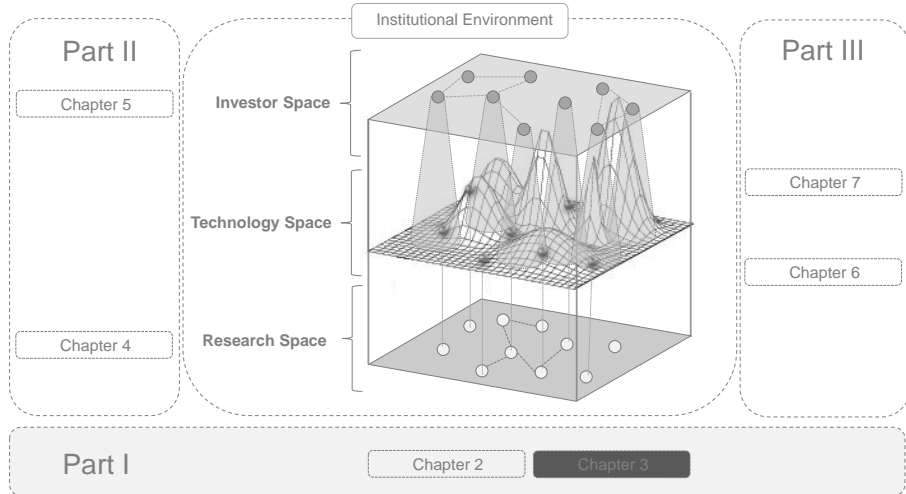 Institutional Environment
Part II
Part III
Chapter 5
Investor Space
Chapter 7
Technology Space
Chapter 6
Chapter 4
Research Space
Part I
Chapter 2
Chapter 3